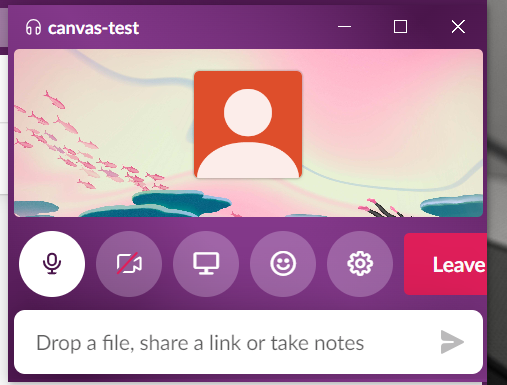 canvas-test
Leave
Drop a file, share a link or take notes